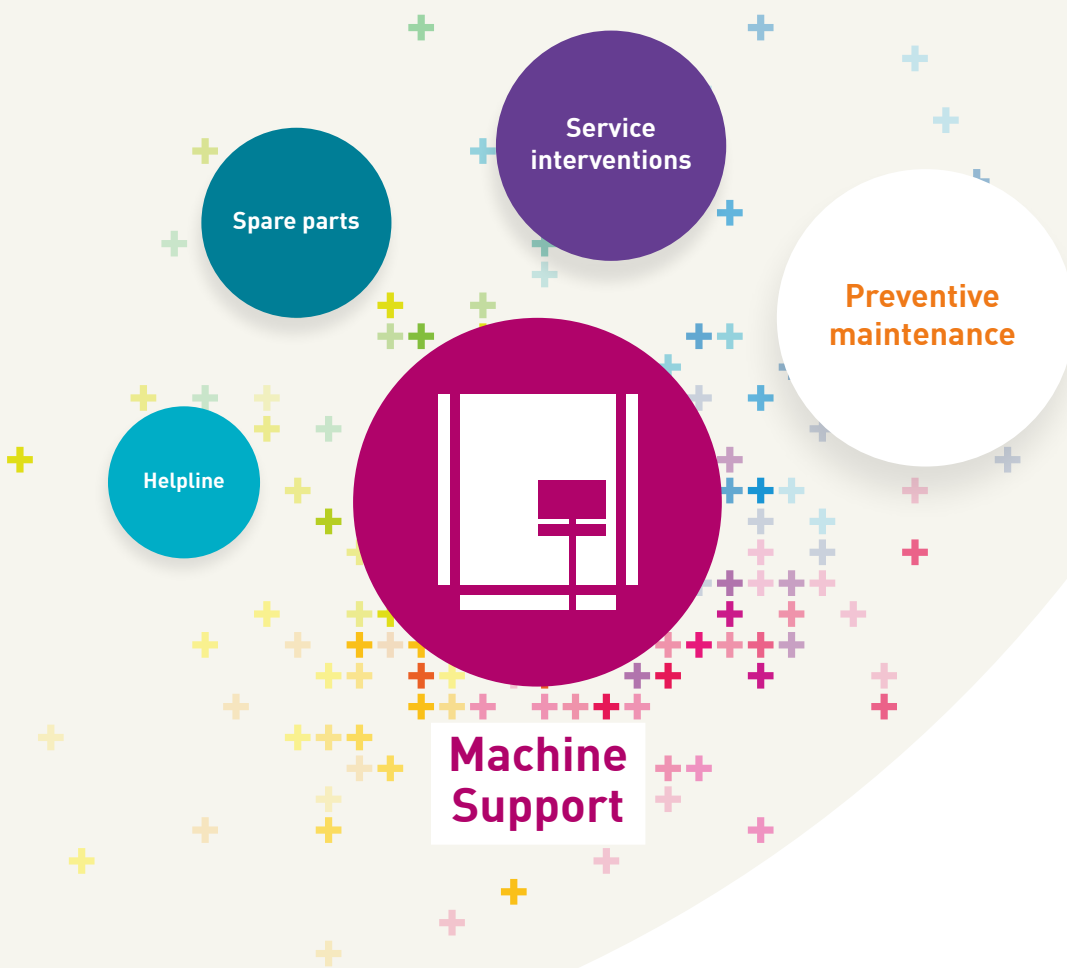 Service
interventions
Spare parts
Preventive
maintenance
Helpline
Machine
Support